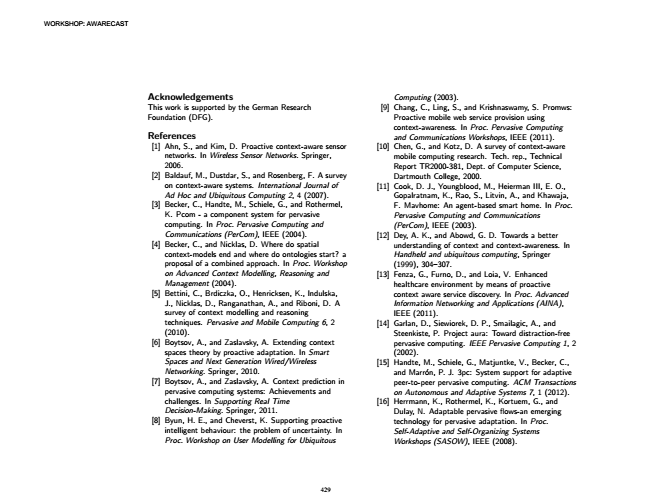 WORKSHOP: AWARECAST
Acknowledgements
This work is supported by the German Research
Foundation (DFG).
References
[1] Ahn, S., and Kim, D. Proactive context-aware sensor
networks. In Wireless Sensor Networks. Springer,
2006.
[2] Baldauf, M., Dustdar, S., and Rosenberg, F. A survey
on context-aware systems. International Journal of
Ad Hoc and Ubiquitous Computing 2, 4 (2007).
[3] Becker, C., Handte, M., Schiele, G., and Rothermel,
K. Pcom - a component system for pervasive
computing. In Proc. Pervasive Computing and
Communications (PerCom), IEEE (2004).
[4] Becker, C., and Nicklas, D. Where do spatial
context-models end and where do ontologies start? a
proposal of a combined approach. In Proc. Workshop
on Advanced Context Modelling, Reasoning and
Management (2004).
[5] Bettini, C., Brdiczka, O., Henricksen, K., Indulska,
J., Nicklas, D., Ranganathan, A., and Riboni, D. A
survey of context modelling and reasoning
techniques. Pervasive and Mobile Computing 6, 2
(2010).
[6] Boytsov, A., and Zaslavsky, A. Extending context
spaces theory by proactive adaptation. In Smart
Spaces and Next Generation Wired/Wireless
Networking. Springer, 2010.
[7] Boytsov, A., and Zaslavsky, A. Context prediction in
pervasive computing systems: Achievements and
challenges. In Supporting Real Time
Decision-Making. Springer, 2011.
[8] Byun, H. E., and Cheverst, K. Supporting proactive
intelligent behaviour: the problem of uncertainty. In
Proc. Workshop on User Modelling for Ubiquitous
Computing (2003).
[9] Chang, C., Ling, S., and Krishnaswamy, S. Promws:
Proactive mobile web service provision using
context-awareness. In Proc. Pervasive Computing
and Communications Workshops, IEEE (2011).
[10] Chen, G., and Kotz, D. A survey of context-aware
mobile computing research. Tech. rep., Technical
Report TR2000-381, Dept. of Computer Science,
Dartmouth College, 2000.
[11] Cook, D. J., Youngblood, M., Heierman III, E. O.,
Gopalratnam, K., Rao, S., Litvin, A., and Khawaja,
F. Mavhome: An agent-based smart home. In Proc.
Pervasive Computing and Communications
(PerCom), IEEE (2003).
[12] Dey, A. K., and Abowd, G. D. Towards a better
understanding of context and context-awareness. In
Handheld and ubiquitous computing, Springer
(1999), 304–307.
[13] Fenza, G., Furno, D., and Loia, V. Enhanced
healthcare environment by means of proactive
context aware service discovery. In Proc. Advanced
Information Networking and Applications (AINA),
IEEE (2011).
[14] Garlan, D., Siewiorek, D. P., Smailagic, A., and
Steenkiste, P. Project aura: Toward distraction-free
pervasive computing. IEEE Pervasive Computing 1, 2
(2002).
[15] Handte, M., Schiele, G., Matjuntke, V., Becker, C.,
and Marrón, P. J. 3pc: System support for adaptive
peer-to-peer pervasive computing. ACM Transactions
on Autonomous and Adaptive Systems 7, 1 (2012).
[16] Herrmann, K., Rothermel, K., Kortuem, G., and
Dulay, N. Adaptable pervasive flows-an emerging
technology for pervasive adaptation. In Proc.
Self-Adaptive and Self-Organizing Systems
Workshops (SASOW), IEEE (2008).
429